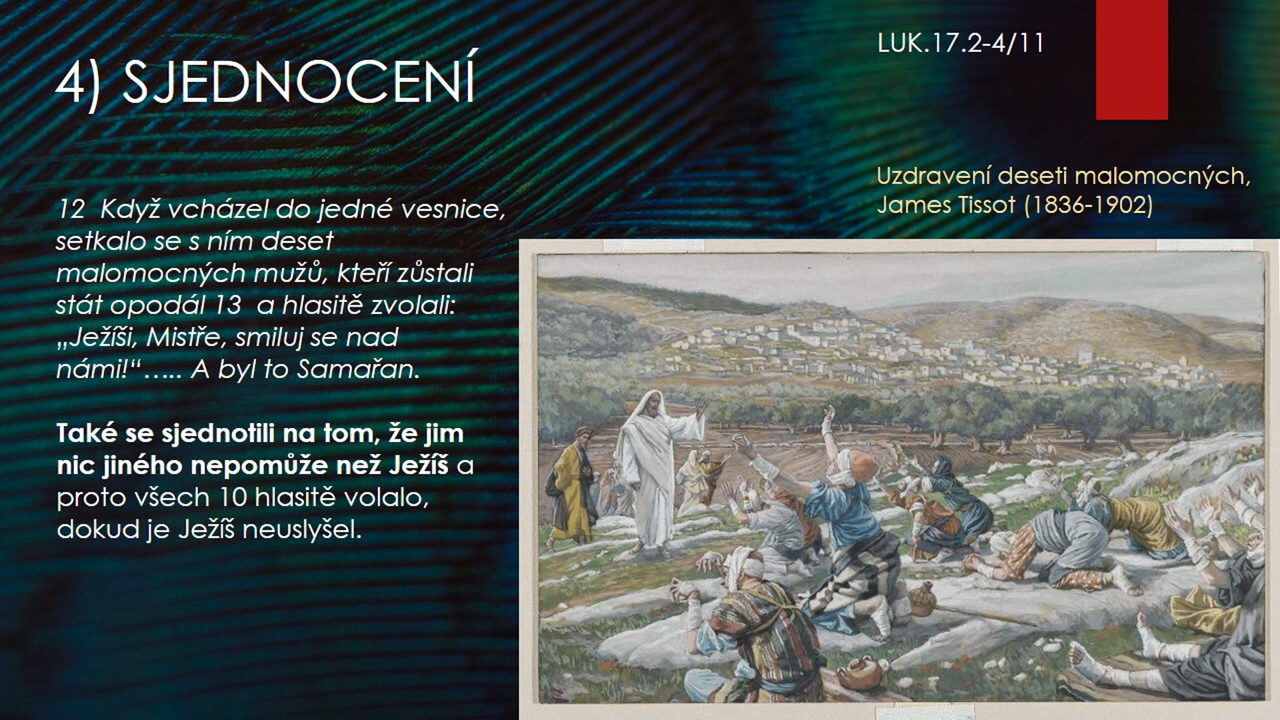 4) SJEDNOCENÍ
LUK.17.2-4/11
Uzdravení deseti malomocných,
James Tissot (1836-1902)
12  Když vcházel do jedné vesnice,
setkalo se s ním deset
malomocných mužů, kteří zůstali
stát opodál 13  a hlasitě zvolali:
„Ježíši, Mistře, smiluj se nad
námi!“….. A byl to Samařan.
Také se sjednotili na tom, že jim
nic jiného nepomůže než Ježíš a
proto všech 10 hlasitě volalo,
dokud je Ježíš neuslyšel.